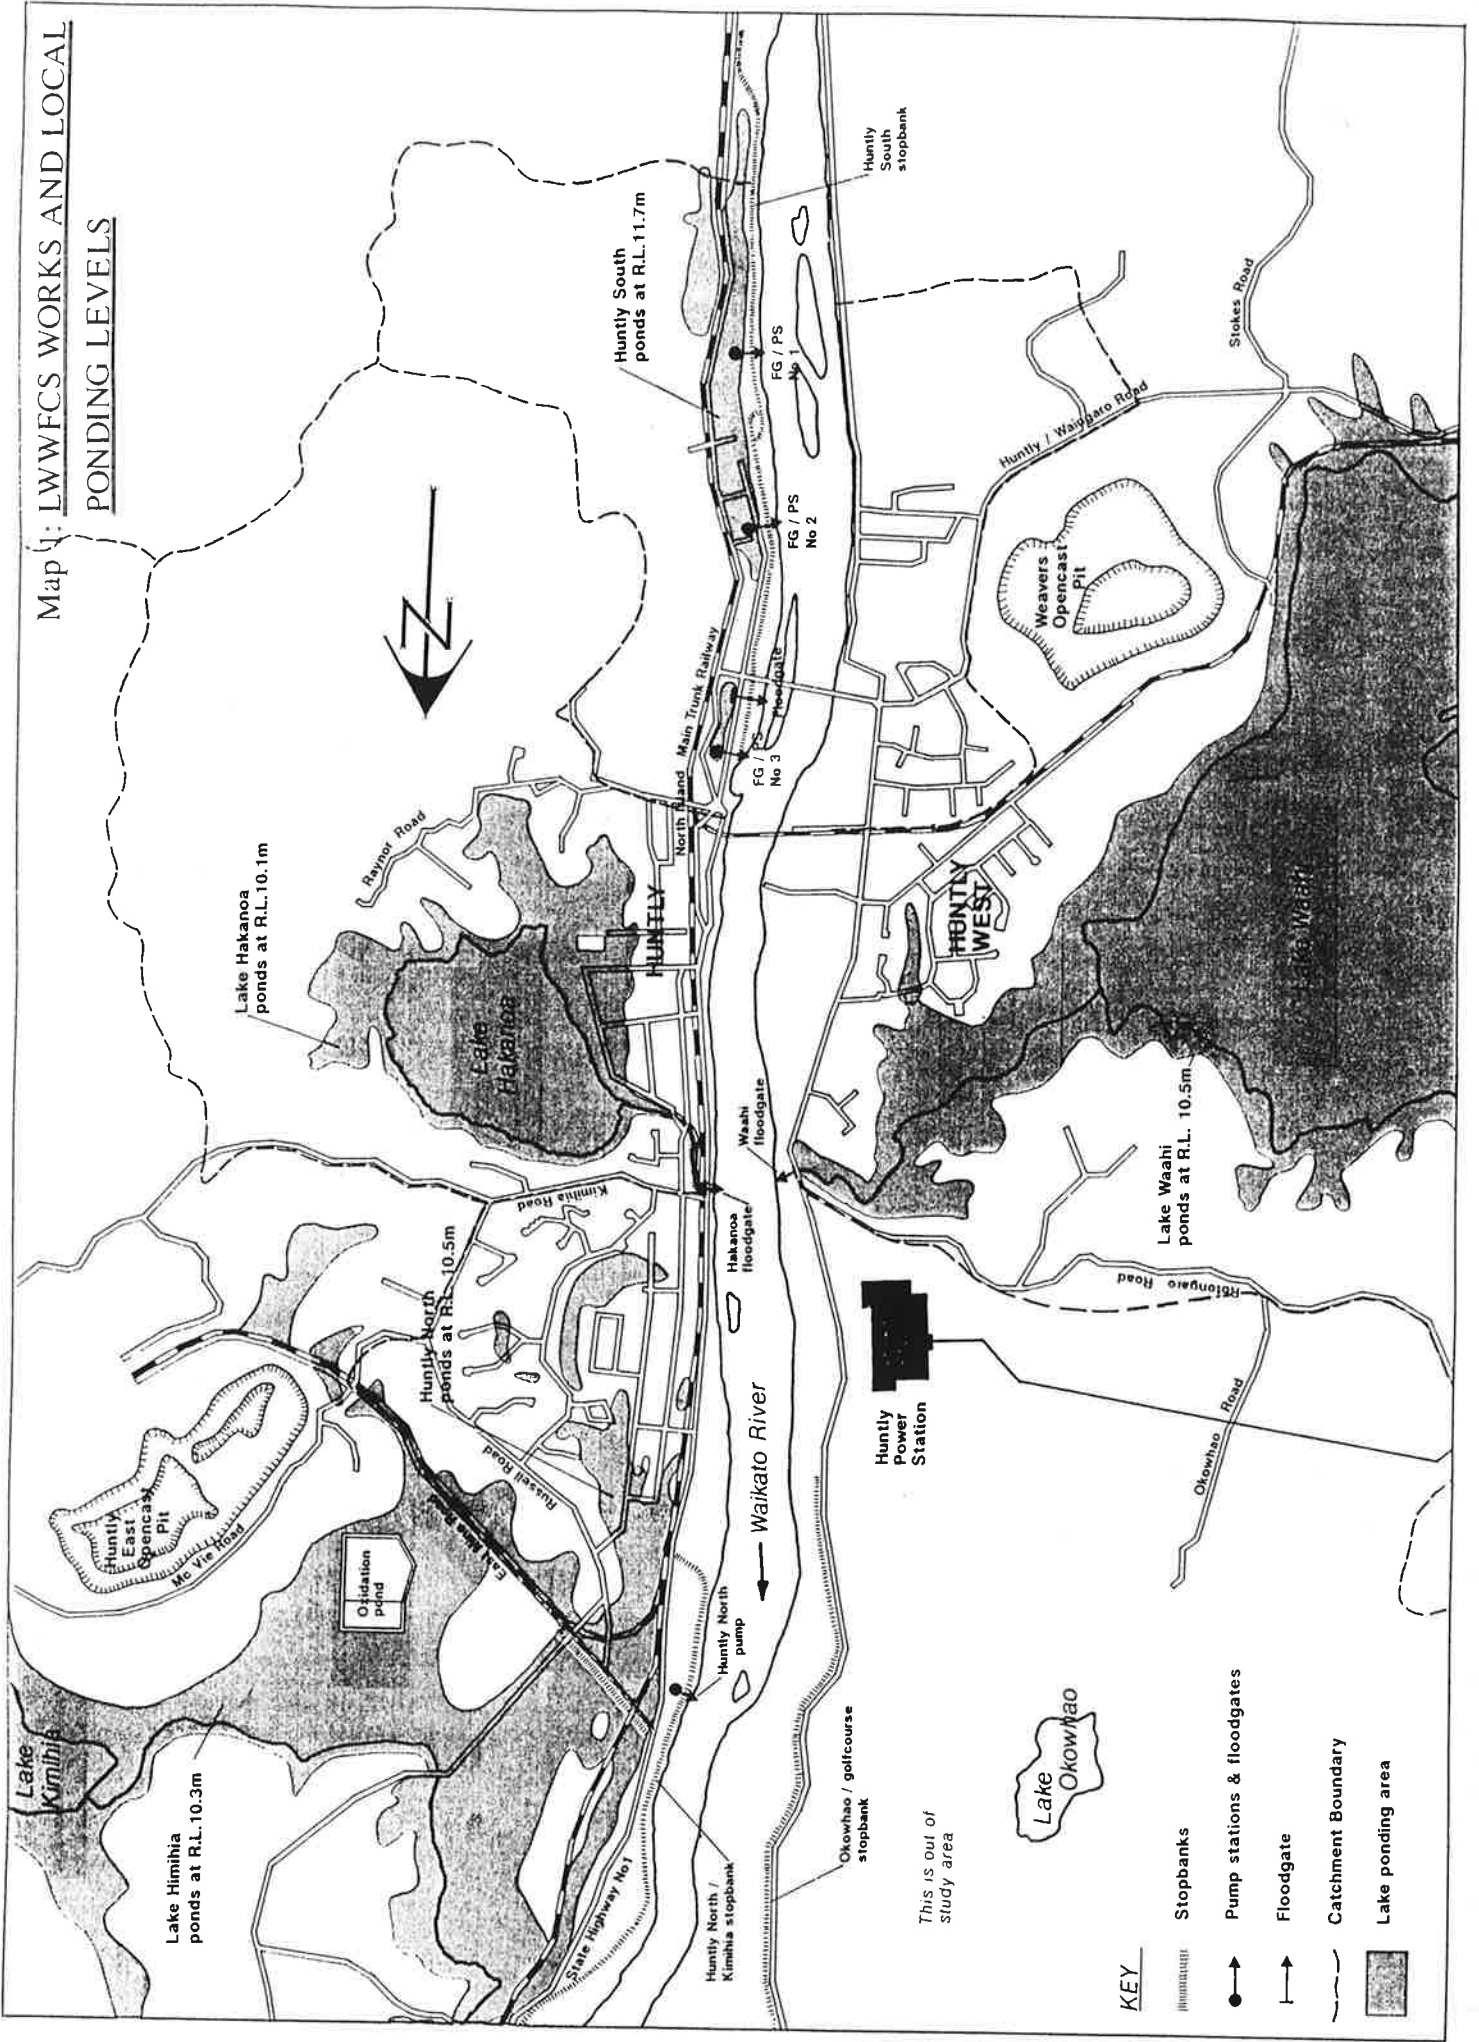 Map 1: LWWFCS WORKS AND LOCAL
PONDING LEVELS
Lake
Kimihia
Lake Himihia
ponds at R.L. 10.3m
Huntly
East
Opencast
Pit
Mc Vie Road
Oxidation
pond
East Mine Road
Russell Road
Huntly North
ponds at R.L. 10.5m
Kimihia Road
Lake Hakanoa
ponds at R.L. 10.1m
Lake
Hakanoa
Raynor Road
HUNTLY
North Island Main Trunk Railway
Huntly South
ponds at R.L. 11.7m
Huntly
South
stopbank
FG / PS
No 1
FG / PS
No 2
Floodgate
FG / PS
No 3
Hakanoa
floodgate
Waahi
floodgate
Waikato River
Huntly North
pump
State Highway No1
Huntly North /
Kimihia stopbank
Okowhao / golfcourse
stopbank
Huntly
Power
Station
HUNTLY
WEST
Weavers
Opencast
Pit
Huntly / Waingaro Road
Stokes Road
Lake Waahi
Lake Waahi
ponds at R.L. 10.5m
Rotongaro Road
Okowhao Road
Lake
Okowhao
This is out of
study area
KEY
Stopbanks
Pump stations & floodgates
Floodgate
Catchment Boundary
Lake ponding area